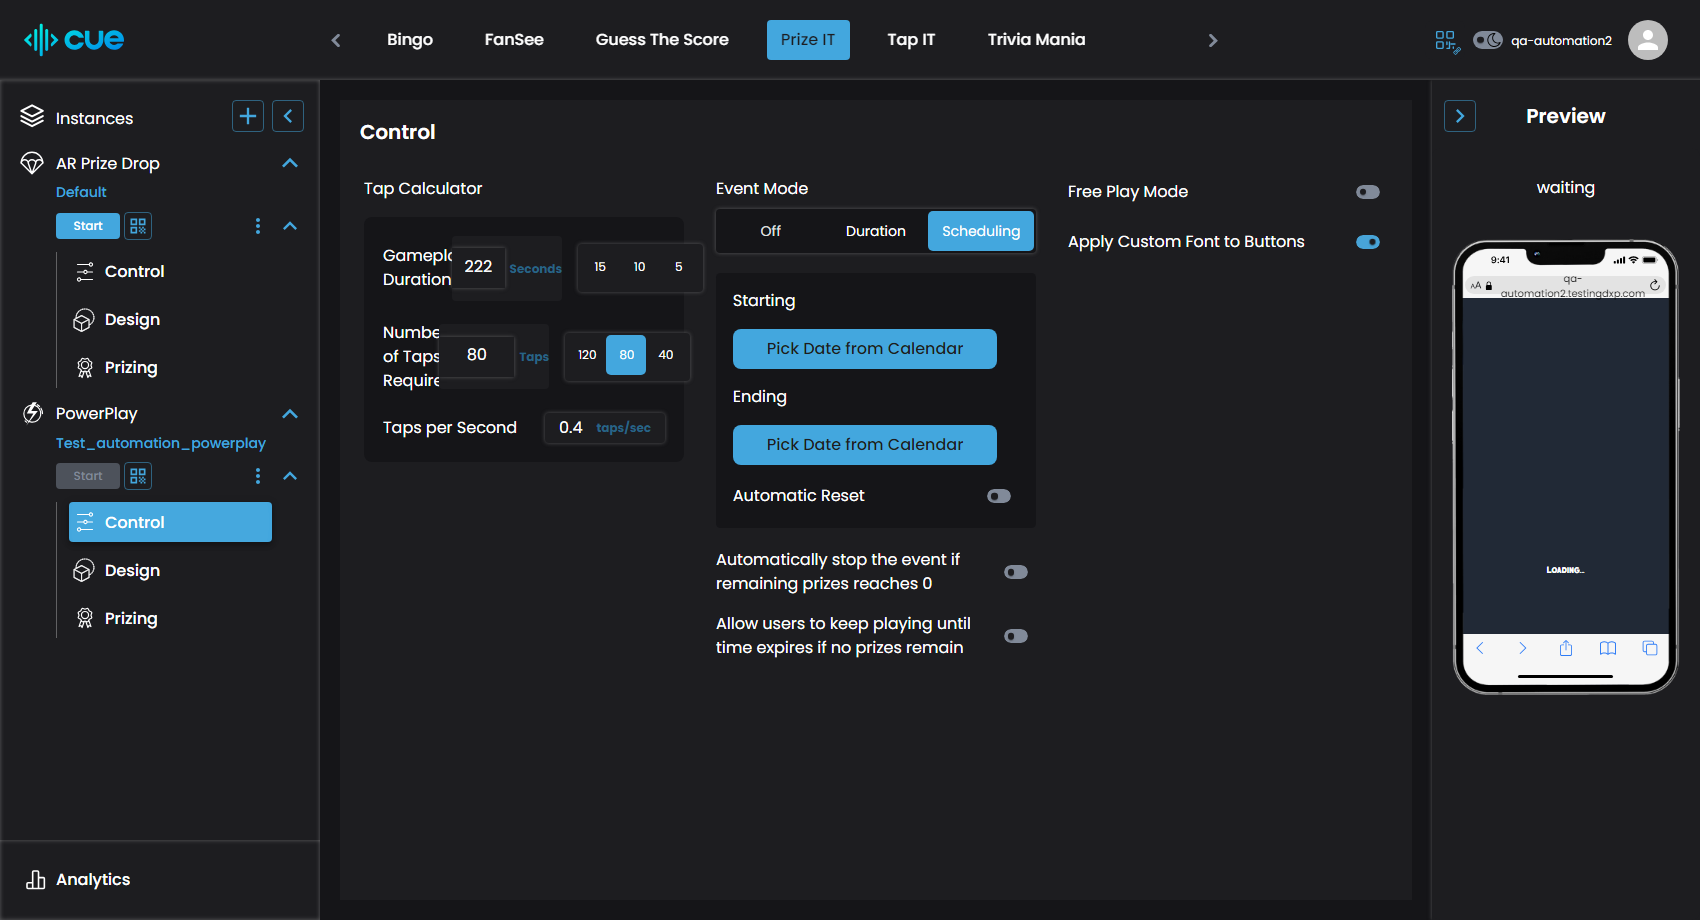 cue
Bingo
FanSee
Guess The Score
Prize IT
Tap IT
Trivia Mania
qa-automation2
Instances
AR Prize Drop
Default
Start
Control
Design
Prizing
PowerPlay
Test_automation_powerplay
Start
Control
Design
Prizing
Analytics
Control
Tap Calculator
Gamepl
Duration
222
Seconds
15
10
5
Numbe
of Taps
Require
80
Taps
120
80
40
Taps per Second
0.4
taps/sec
Event Mode
Off
Duration
Scheduling
Starting
Pick Date from Calendar
Ending
Pick Date from Calendar
Automatic Reset
Automatically stop the event if
remaining prizes reaches 0
Allow users to keep playing until
time expires if no prizes remain
Free Play Mode
Apply Custom Font to Buttons
Preview
waiting
9:41
AA
qa-
automation2.testingdxp.com
LOADING...